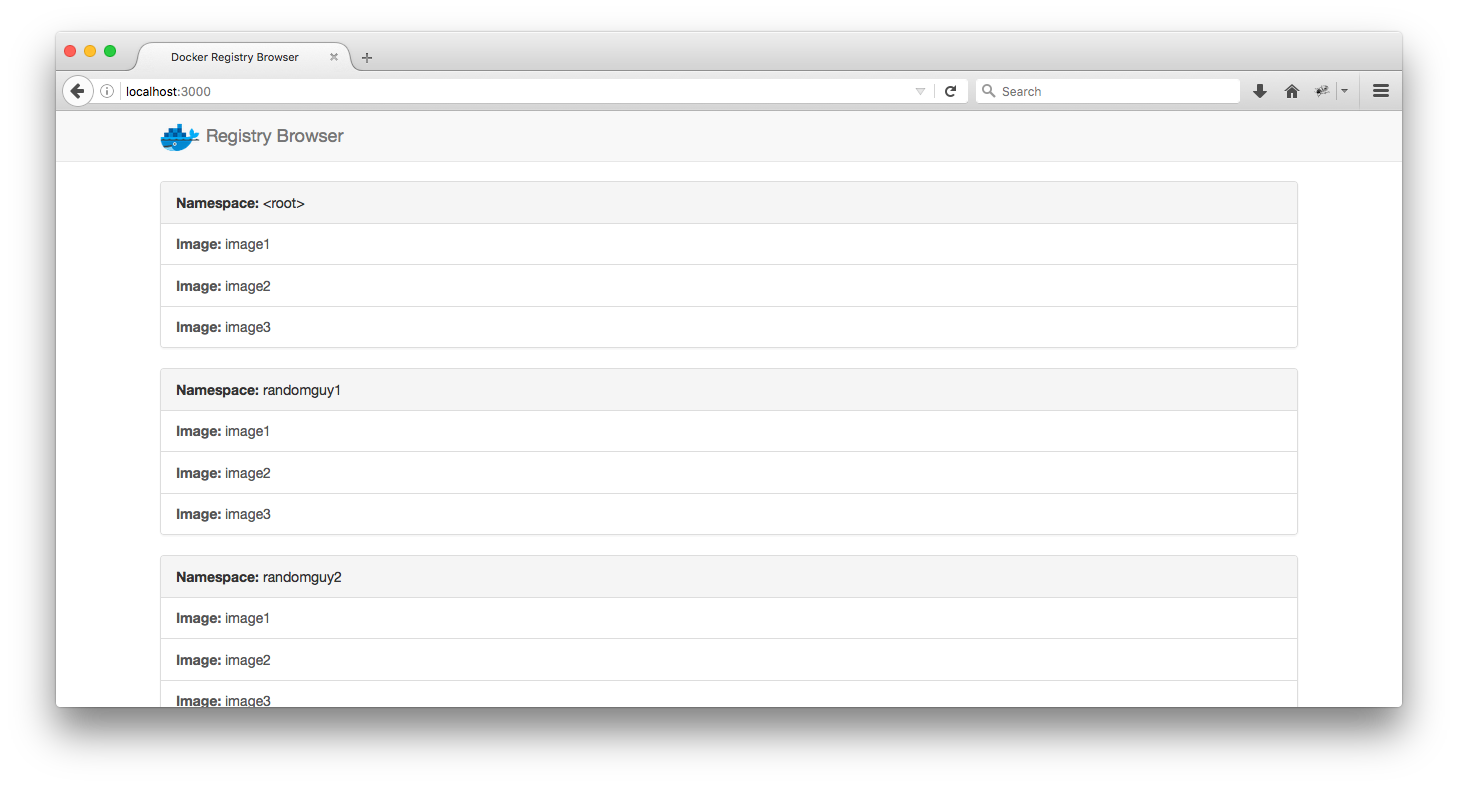 Docker Registry Browser
localhost:3000
Search
Registry Browser
Namespace: <root>
Image: image1
Image: image2
Image: image3
Namespace: randomguy1
Image: image1
Image: image2
Image: image3
Namespace: randomguy2
Image: image1
Image: image2
Image: image3